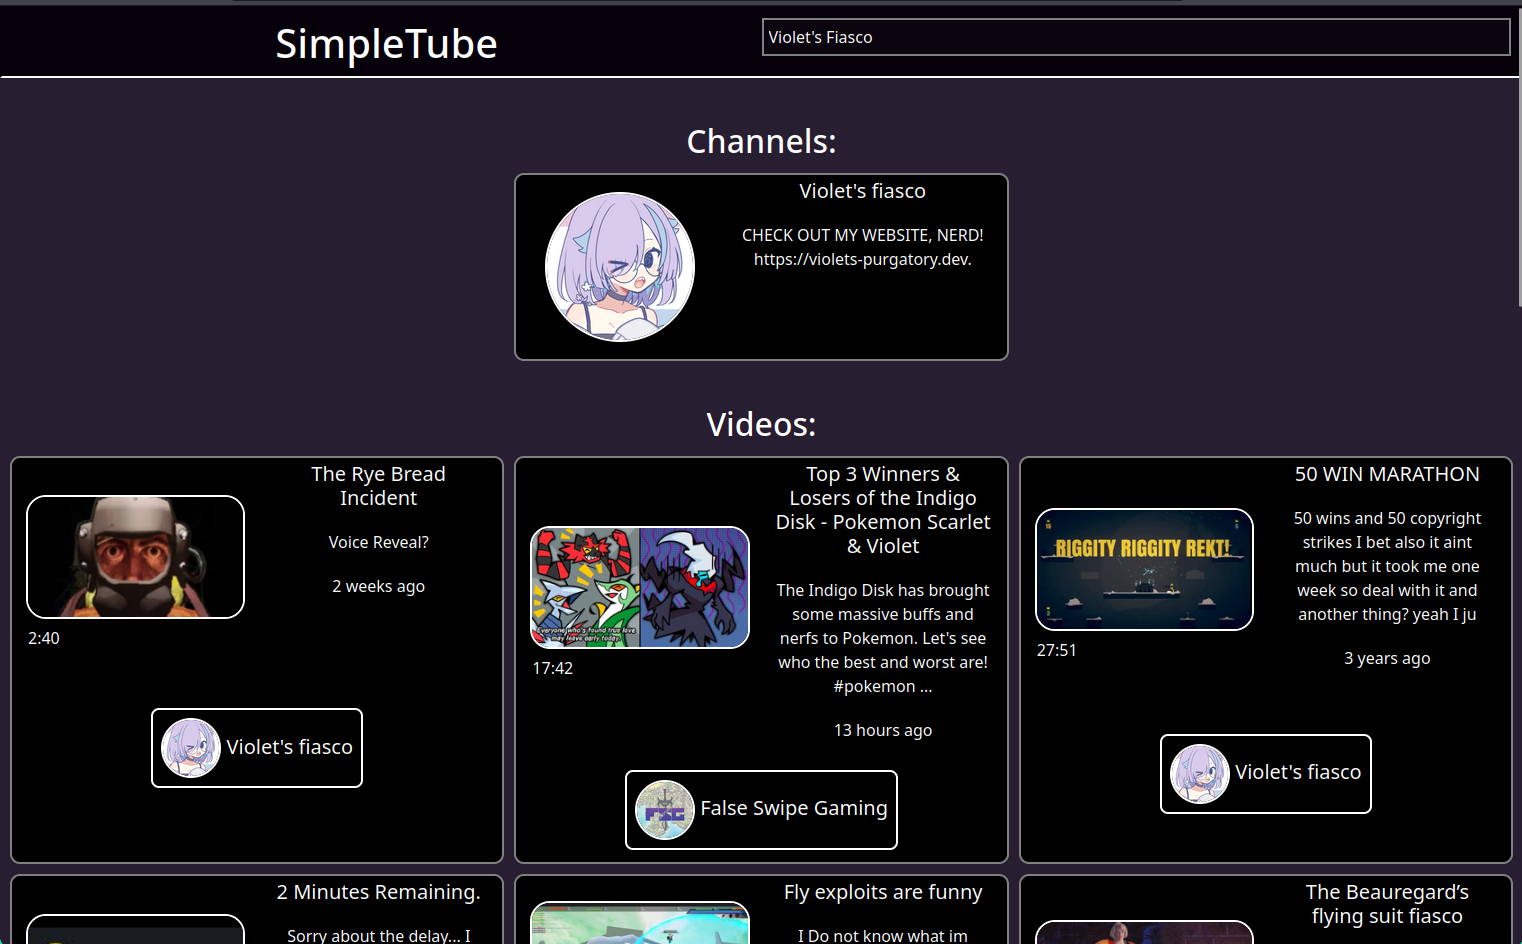 SimpleTube
Violet's Fiasco
Channels:
Violet's fiasco
CHECK OUT MY WEBSITE, NERD!
https://violets-purgatory.dev.
Videos:
The Rye Bread
Incident
Voice Reveal?
2 weeks ago
2:40
Violet's fiasco
Top 3 Winners &
Losers of the Indigo
Disk - Pokemon Scarlet
& Violet
Everyone who's found true love
may leave early today.
The Indigo Disk has brought
some massive buffs and
nerfs to Pokemon. Let's see
who the best and worst are!
#pokemon ...
17:42
13 hours ago
FSG
False Swipe Gaming
50 WIN MARATHON
RIGGITY RIGGITY REKT!
50 wins and 50 copyright
strikes I bet also it aint
much but it took me one
week so deal with it and
another thing? yeah I ju
27:51
3 years ago
Violet's fiasco
2 Minutes Remaining.
Sorry about the delay... I
Fly exploits are funny
I Do not know what im
The Beauregard’s
flying suit fiasco